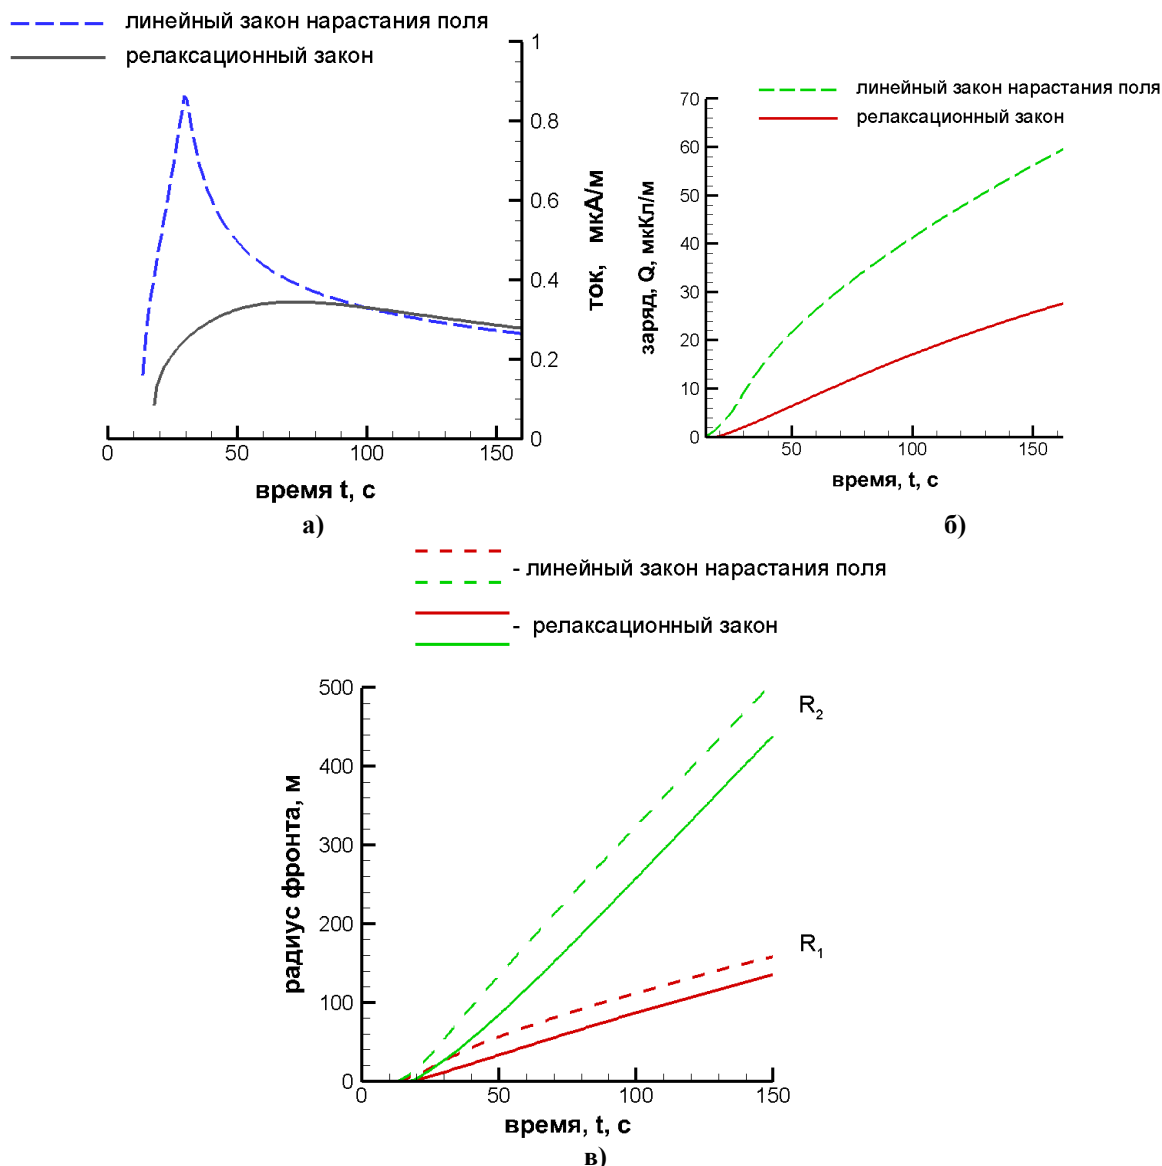 линейный закон нарастания поля
релаксационный закон
1
0.8
0.6
0.4
0.2
0
ток, мкА/м
0 50 100 150
время t, с
а)
линейный закон нарастания поля
релаксационный закон
70
60
50
40
30
20
10
0
заряд, Q, мкКл/м
50 100 150
время, t, с
б)
- линейный закон нарастания поля
- релаксационный закон
500
400
300
200
100
0
радиус фронта, м
R₂
R₁
0 50 100 150
время, t, с
в)